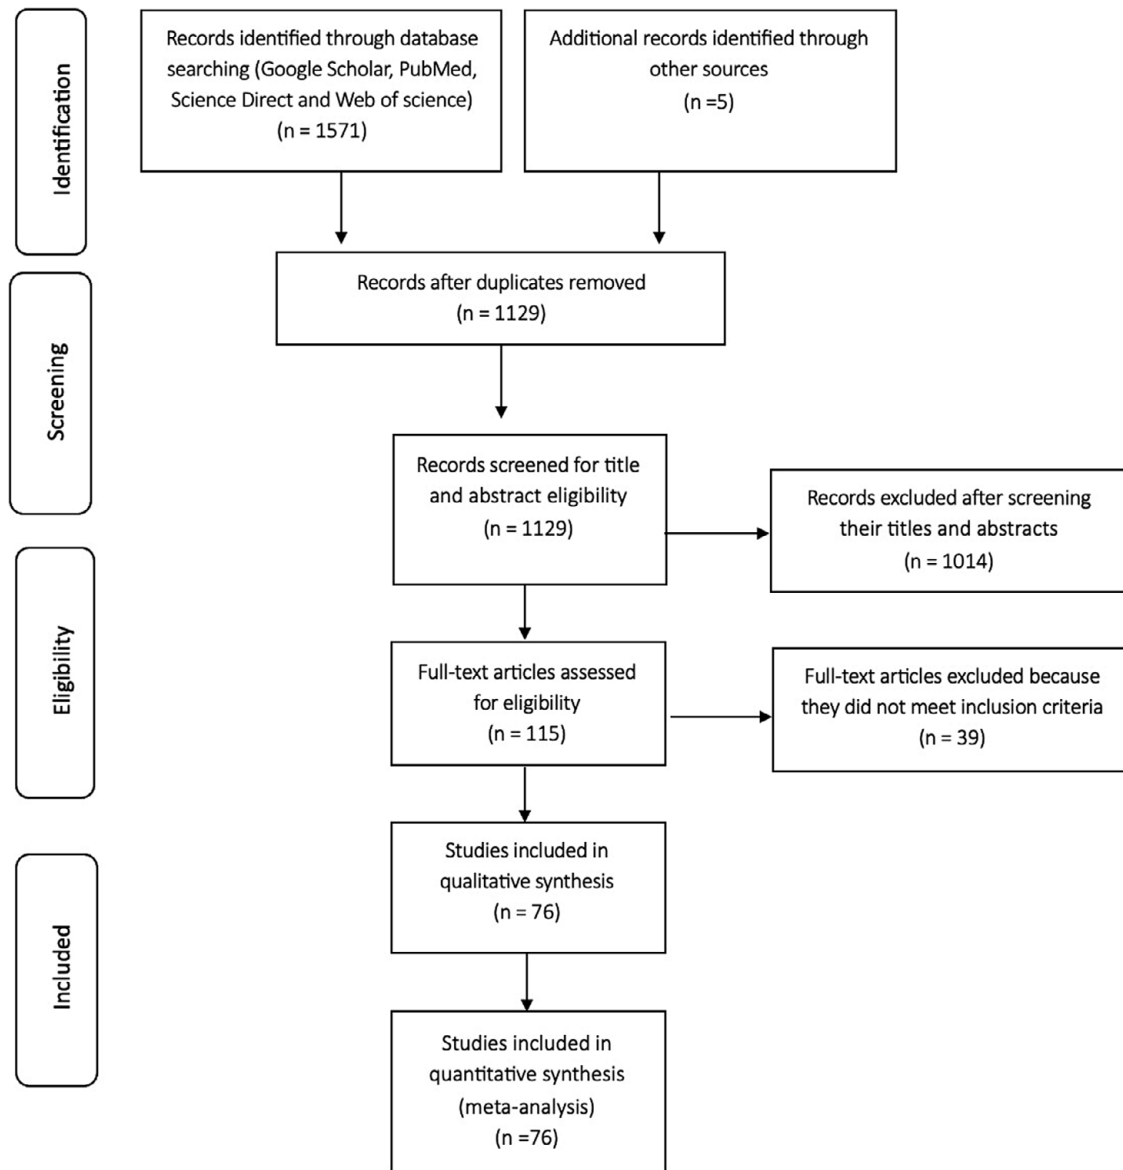 Identification
Records identified through database
searching (Google Scholar, PubMed,
Science Direct and Web of science)
(n = 1571)
Additional records identified through
other sources
(n =5)
Records after duplicates removed
(n = 1129)
Screening
Records screened for title
and abstract eligibility
(n = 1129)
Records excluded after screening
their titles and abstracts
(n = 1014)
Eligibility
Full-text articles assessed
for eligibility
(n = 115)
Full-text articles excluded because
they did not meet inclusion criteria
(n = 39)
Studies included in
qualitative synthesis
(n = 76)
Included
Studies included in
quantitative synthesis
(meta-analysis)
(n =76)